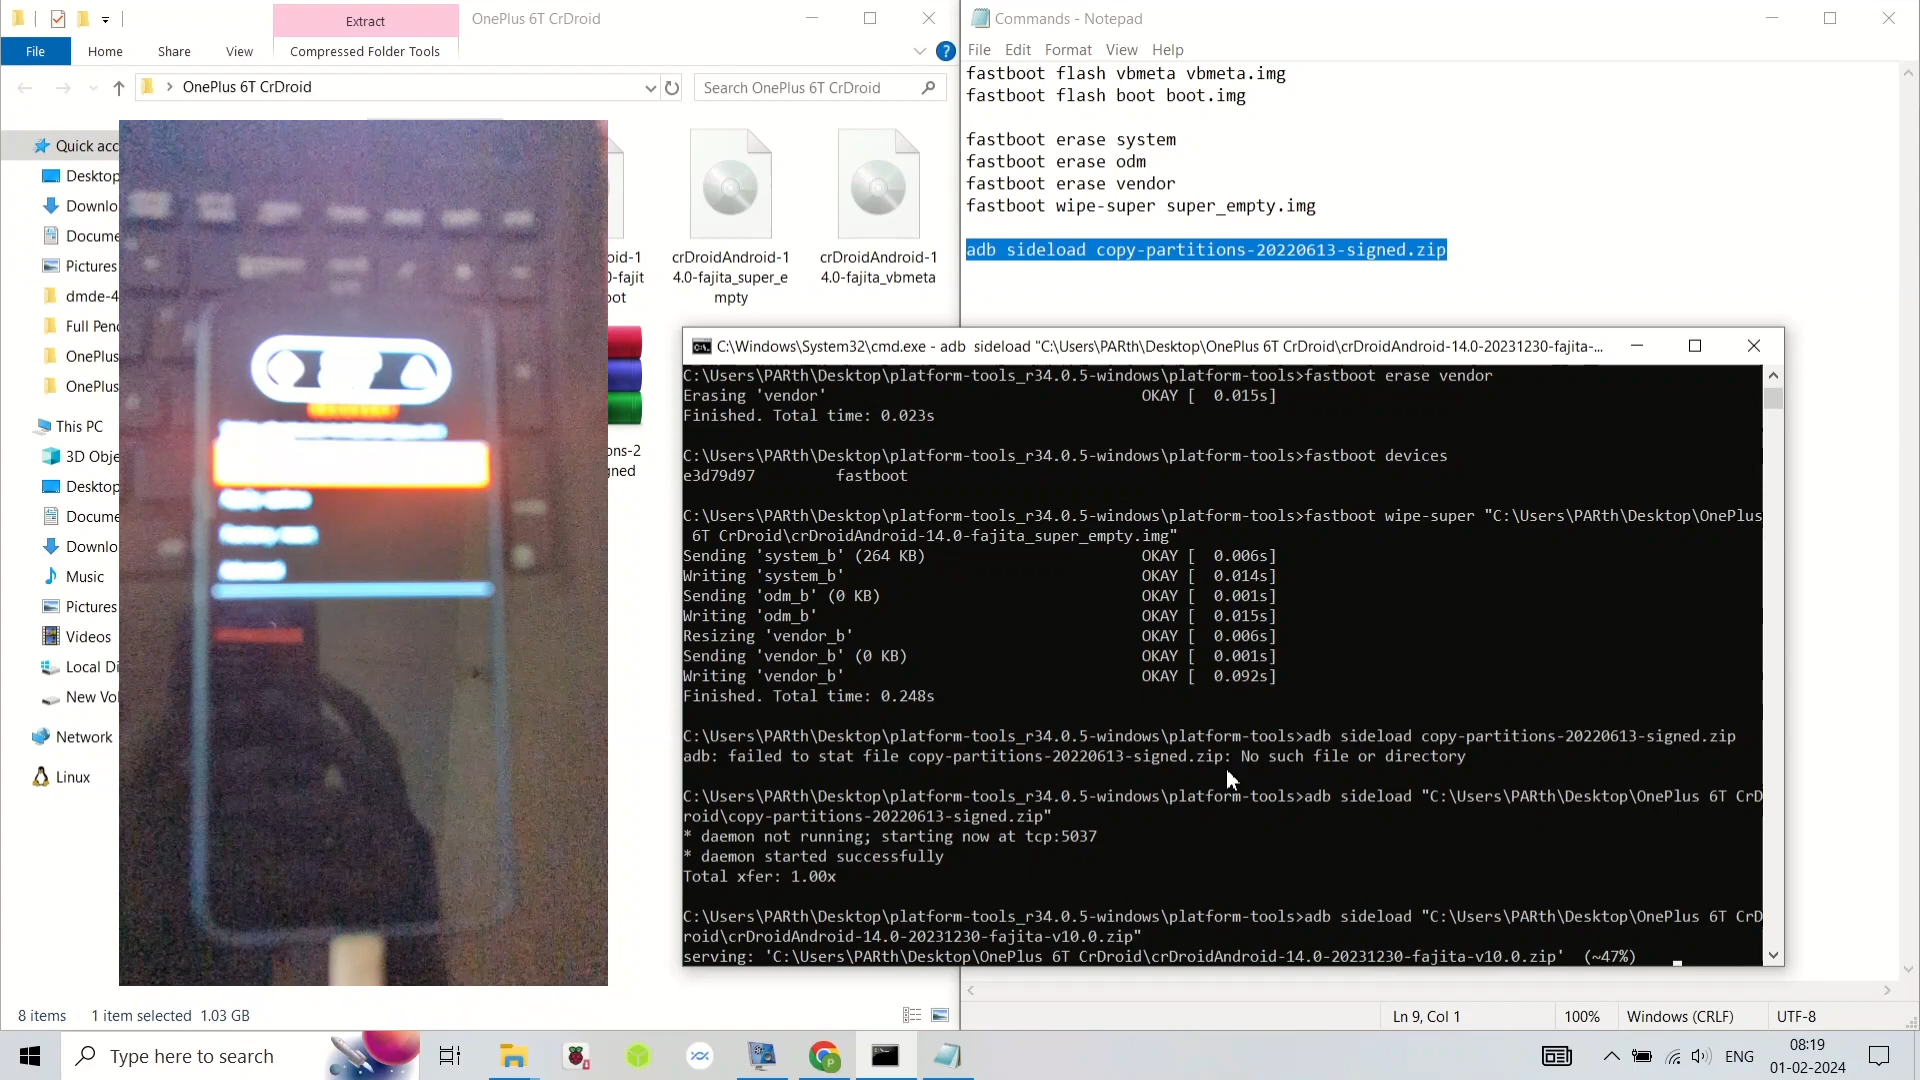 Extract
OnePlus 6T CrDroid
File
Home
Share
View
Compressed Folder Tools
OnePlus 6T CrDroid
Search OnePlus 6T CrDroid
Quick acc
Desktop
Downlo
Docume
Pictures
dmde-4
Full Penc
OnePlus
OnePlus
This PC
3D Obje
Desktop
Docume
Downlo
Music
Pictures
Videos
Local Di
New Vol
Network
Linux
oid-1
0-fajit
oot
crDroidAndroid-1
4.0-fajita_super_e
mpty
crDroidAndroid-1
4.0-fajita_vbmeta
ons-2
gned
8 items
1 item selected 1.03 GB
Commands - Notepad
File Edit Format View Help
fastboot flash vbmeta vbmeta.img
fastboot flash boot boot.img
fastboot erase system
fastboot erase odm
fastboot erase vendor
fastboot wipe-super super_empty.img
adb sideload copy-partitions-20220613-signed.zip
C:\Windows\System32\cmd.exe - adb sideload "C:\Users\PARth\Desktop\OnePlus 6T CrDroid\crDroidAndroid-14.0-20231230-fajita-...
C:\Users\PARth\Desktop\platform-tools_r34.0.5-windows\platform-tools>fastboot erase vendor
Erasing 'vendor' OKAY [ 0.015s]
Finished. Total time: 0.023s
C:\Users\PARth\Desktop\platform-tools_r34.0.5-windows\platform-tools>fastboot devices
e3d79d97 fastboot
C:\Users\PARth\Desktop\platform-tools_r34.0.5-windows\platform-tools>fastboot wipe-super "C:\Users\PARth\Desktop\OnePlus
6T CrDroid\crDroidAndroid-14.0-fajita_super_empty.img"
Sending 'system_b' (264 KB) OKAY [ 0.006s]
Writing 'system_b' OKAY [ 0.014s]
Sending 'odm_b' (0 KB) OKAY [ 0.001s]
Writing 'odm_b' OKAY [ 0.015s]
Resizing 'vendor_b' OKAY [ 0.006s]
Sending 'vendor_b' (0 KB) OKAY [ 0.001s]
Writing 'vendor_b' OKAY [ 0.092s]
Finished. Total time: 0.248s
C:\Users\PARth\Desktop\platform-tools_r34.0.5-windows\platform-tools>adb sideload copy-partitions-20220613-signed.zip
adb: failed to stat file copy-partitions-20220613-signed.zip: No such file or directory
C:\Users\PARth\Desktop\platform-tools_r34.0.5-windows\platform-tools>adb sideload "C:\Users\PARth\Desktop\OnePlus 6T CrD
roid\copy-partitions-20220613-signed.zip"
* daemon not running; starting now at tcp:5037
* daemon started successfully
Total xfer: 1.00x
C:\Users\PARth\Desktop\platform-tools_r34.0.5-windows\platform-tools>adb sideload "C:\Users\PARth\Desktop\OnePlus 6T CrD
roid\crDroidAndroid-14.0-20231230-fajita-v10.0.zip"
serving: 'C:\Users\PARth\Desktop\OnePlus 6T CrDroid\crDroidAndroid-14.0-20231230-fajita-v10.0.zip' (~47%)
Ln 9, Col 1
100%
Windows (CRLF)
UTF-8
Type here to search
ENG
08:19
01-02-2024